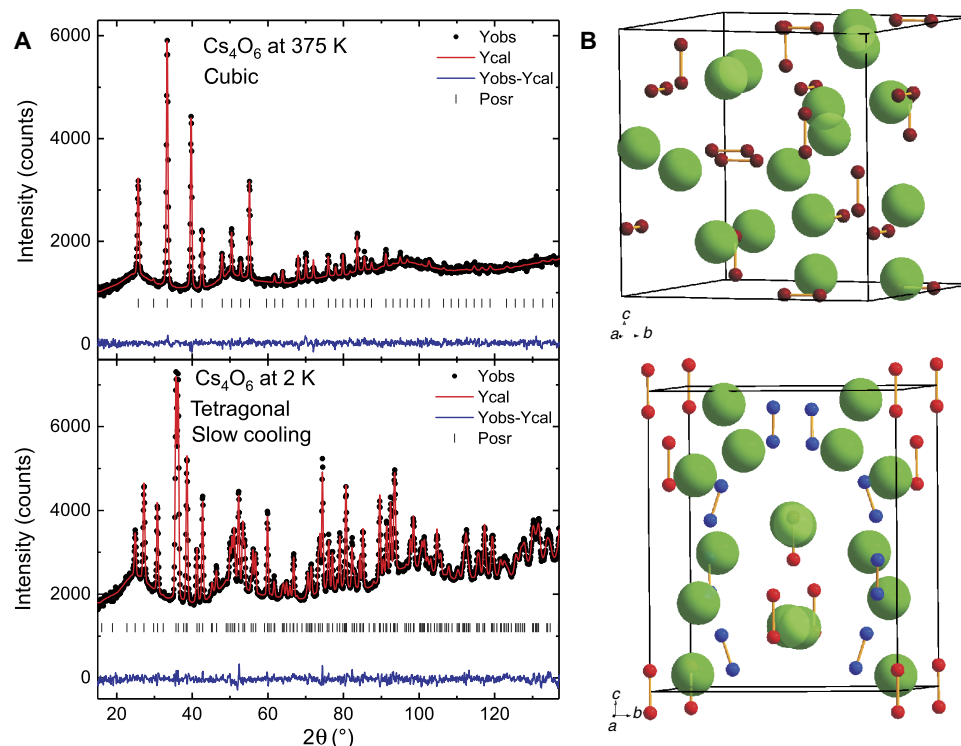 A
Cs₄O₆ at 375 K
Cubic
Yobs
Ycal
Yobs-Ycal
Posr
6000
4000
2000
0
Intensity (counts)
Cs₄O₆ at 2 K
Tetragonal
Slow cooling
Yobs
Ycal
Yobs-Ycal
Posr
6000
4000
2000
0
Intensity (counts)
20 40 60 80 100 120
2θ (°)
B
c
a b
c
a b